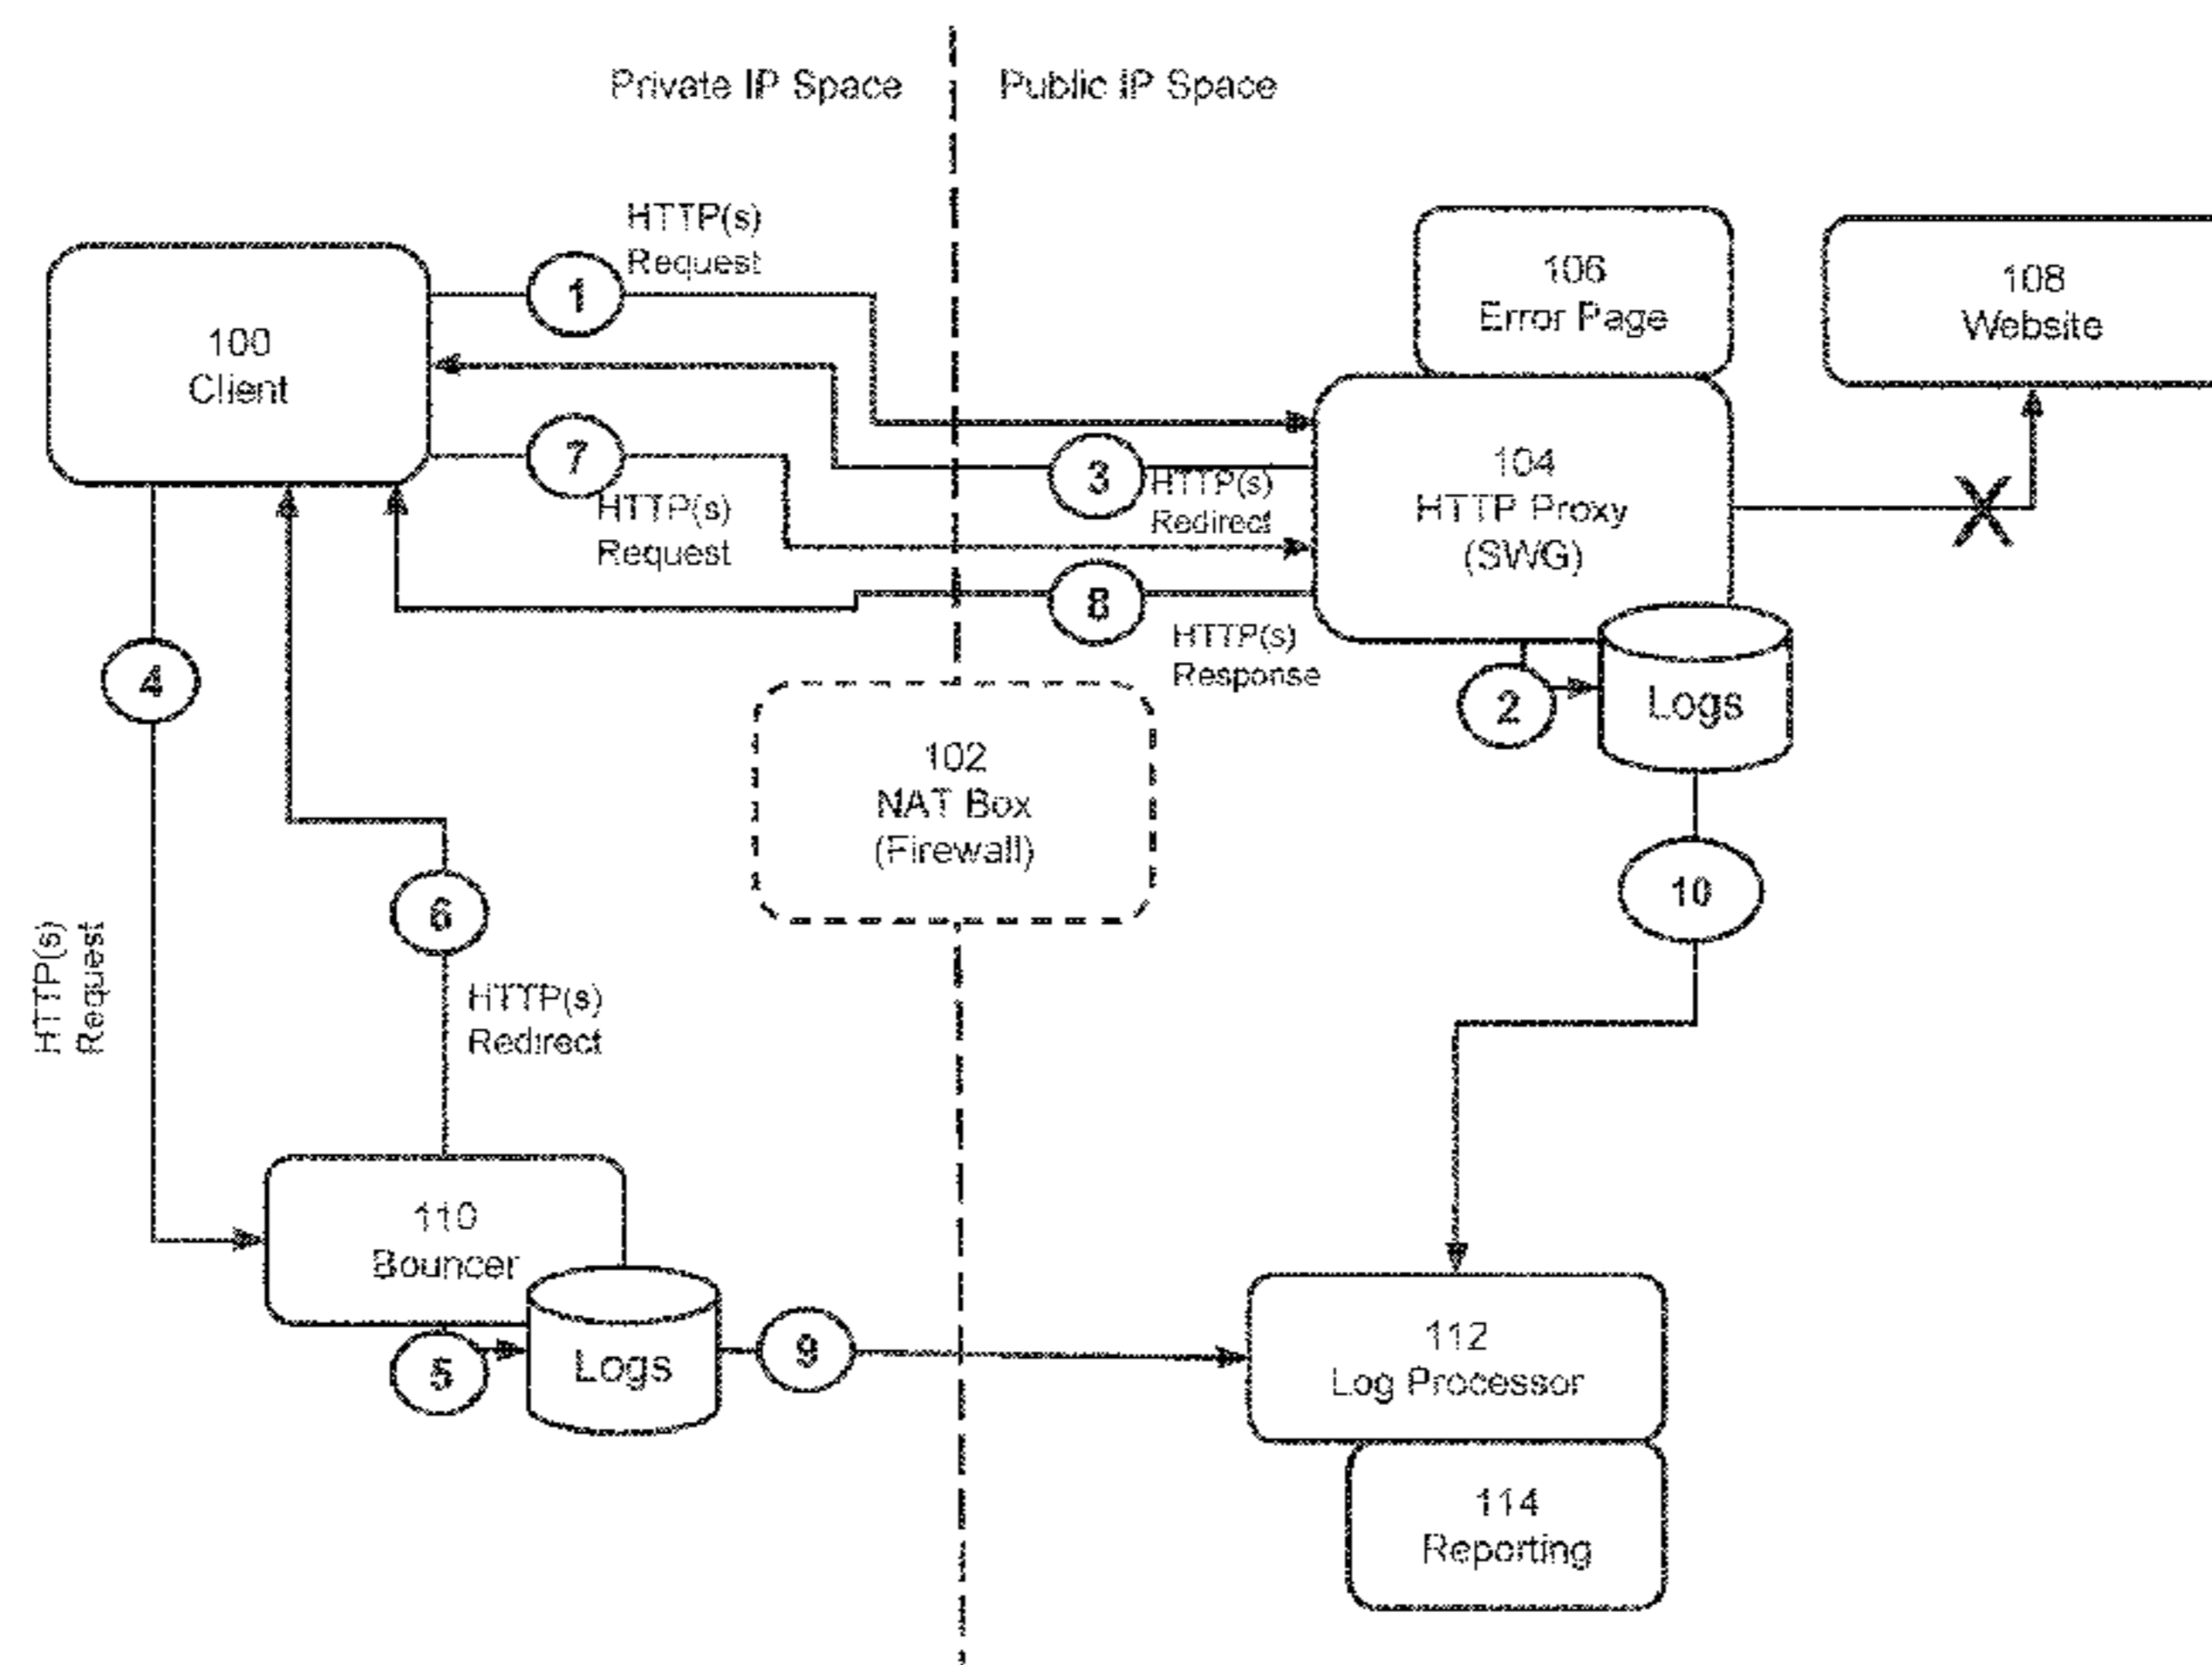 Private IP Space
Public IP Space
HTTP(s)
Request
1
100
Client
106
Error Page
108
Website
7
HTTP(s)
Request
3
HTTP(s)
Redirect
104
HTTP Proxy
(SWG)
8
HTTP(s)
Response
4
2
Logs
102
NAT Box
(Firewall)
10
6
HTTP(s)
Request
HTTP(s)
Redirect
110
Bouncer
5
Logs
9
112
Log Processor
114
Reporting